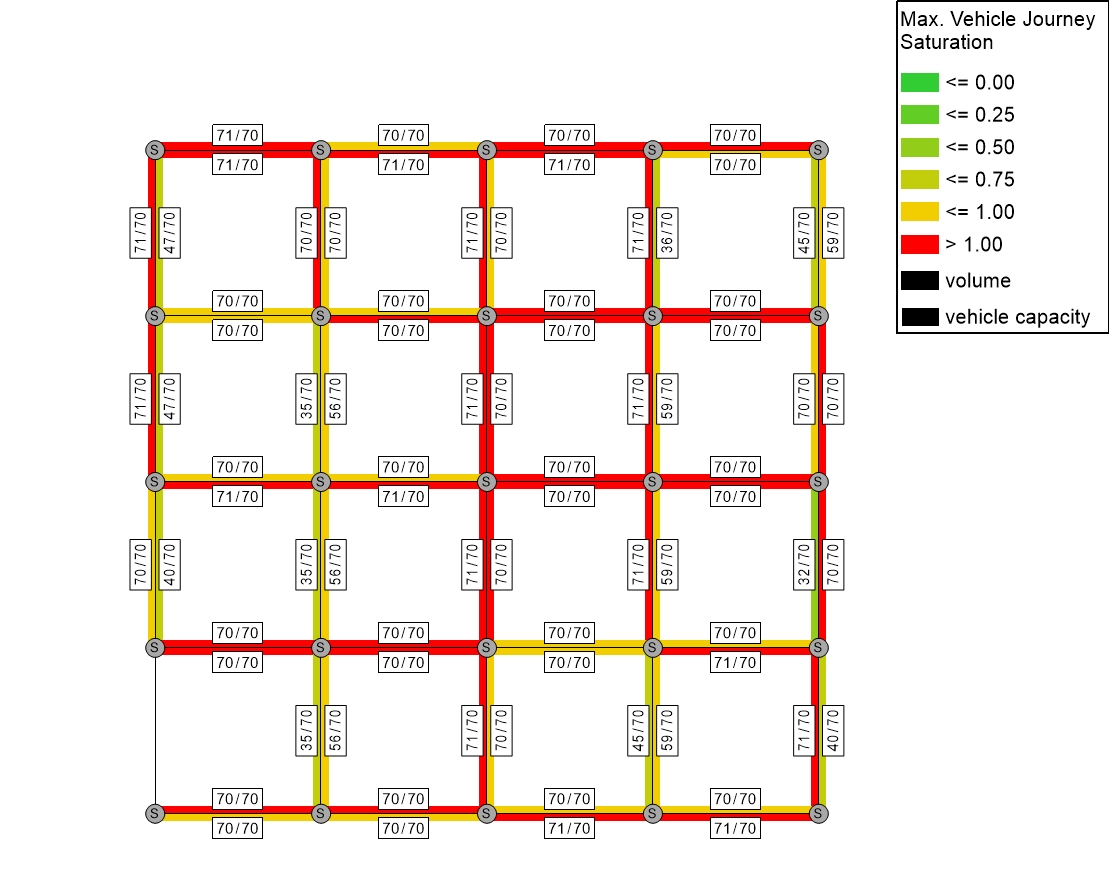 Max. Vehicle Journey
Saturation
<= 0.00
<= 0.25
<= 0.50
<= 0.75
<= 1.00
> 1.00
volume
vehicle capacity
71/70 70/70 70/70 70/70
S S S S S
71/70 71/70 71/70 70/70
71/70 47/70 70/70 70/70 71/70 70/70 71/70 36/70 45/70 59/70
70/70 70/70 70/70 70/70
S S S S S
70/70 70/70 70/70 70/70
71/70 47/70 35/70 56/70 71/70 70/70 71/70 59/70 70/70 70/70
70/70 70/70 70/70 70/70
S S S S S
71/70 71/70 70/70 70/70
70/70 40/70 35/70 56/70 71/70 70/70 71/70 59/70 32/70 70/70
70/70 70/70 70/70 70/70
S S S S S
70/70 70/70 70/70 71/70
35/70 56/70 71/70 70/70 45/70 59/70 71/70 40/70
70/70 70/70 70/70 70/70
S S S S S
70/70 70/70 71/70 71/70